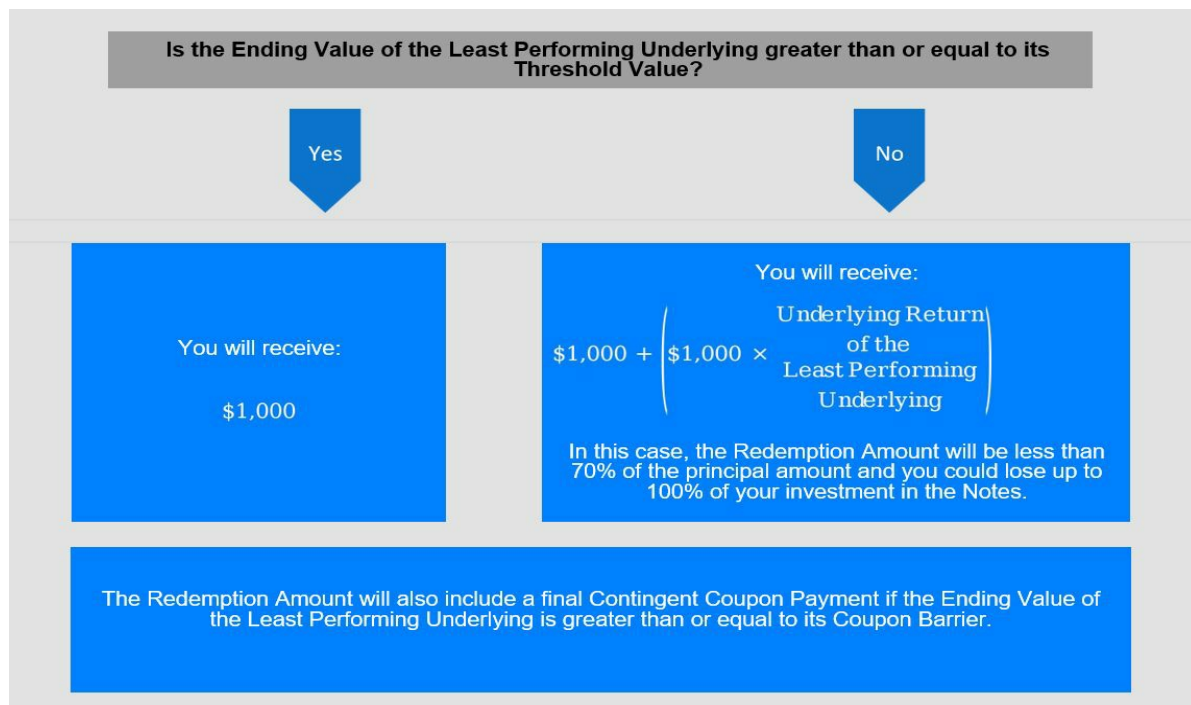 Is the Ending Value of the Least Performing Underlying greater than or equal to its
Threshold Value?
Yes
No
You will receive:
$1,000
You will receive:
$1,000 + ($1,000 × Underlying Return
of the
Least Performing
Underlying)
In this case, the Redemption Amount will be less than
70% of the principal amount and you could lose up to
100% of your investment in the Notes.
The Redemption Amount will also include a final Contingent Coupon Payment if the Ending Value of
the Least Performing Underlying is greater than or equal to its Coupon Barrier.